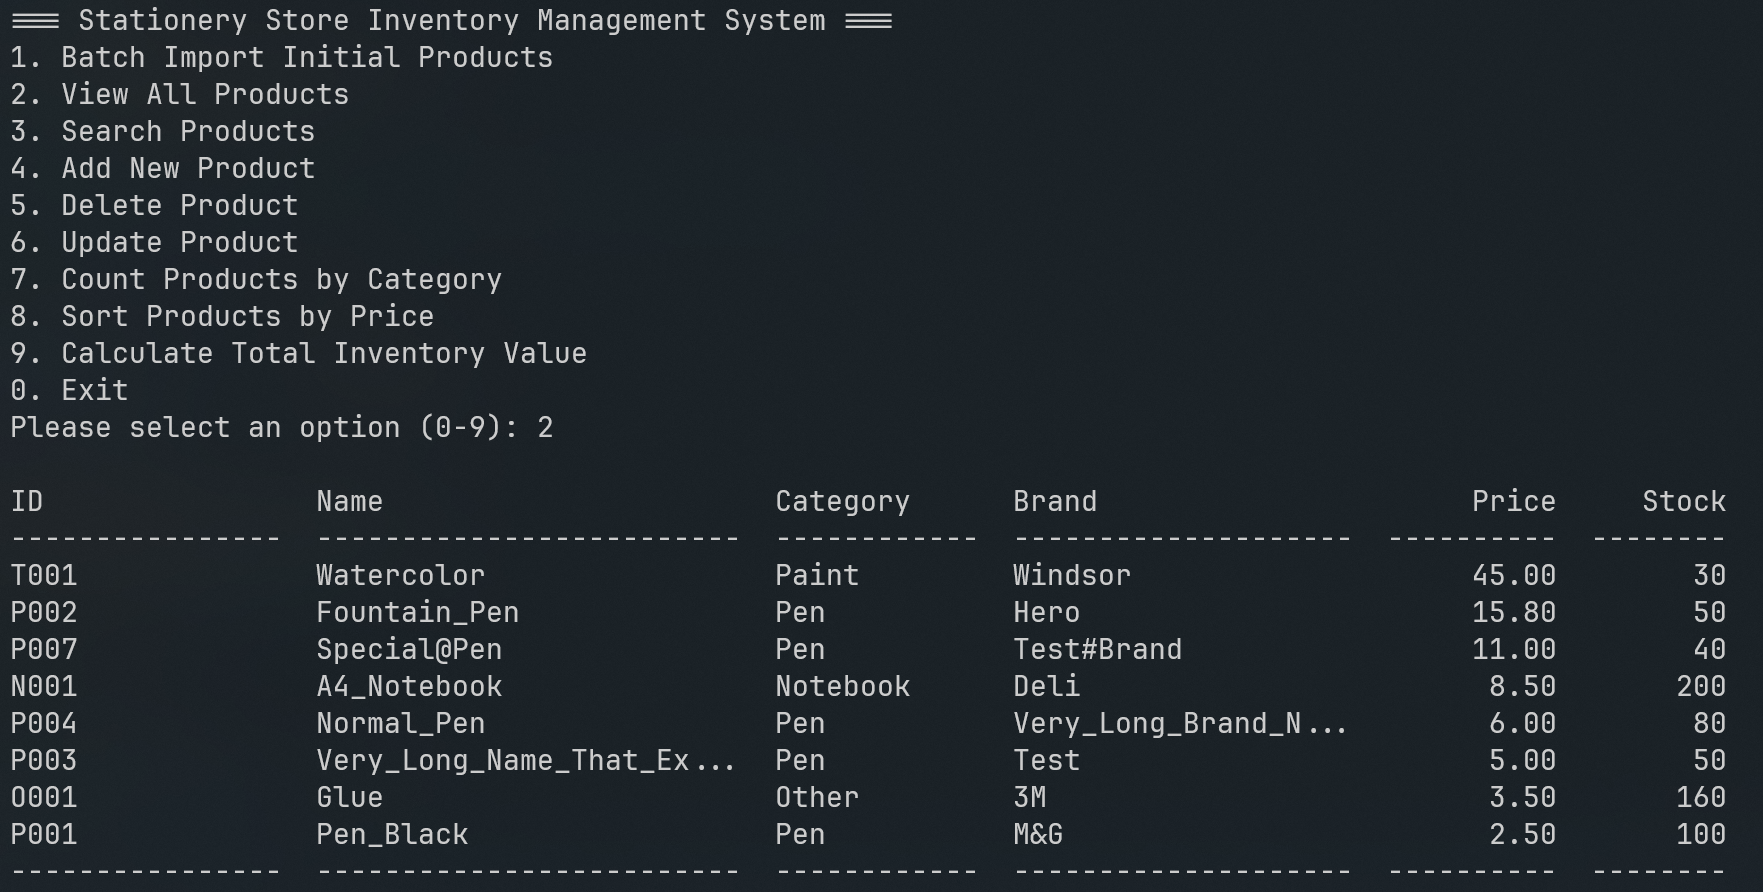 === Stationery Store Inventory Management System ===
1. Batch Import Initial Products
2. View All Products
3. Search Products
4. Add New Product
5. Delete Product
6. Update Product
7. Count Products by Category
8. Sort Products by Price
9. Calculate Total Inventory Value
0. Exit
Please select an option (0-9): 2

ID                Name                       Category      Brand                      Price     Stock
----------------  -------------------------  ------------  --------------------  ----------  --------
T001              Watercolor                 Paint         Windsor                    45.00        30
P002              Fountain_Pen               Pen           Hero                       15.80        50
P007              Special@Pen                Pen           Test#Brand                 11.00        40
N001              A4_Notebook                Notebook      Deli                        8.50       200
P004              Normal_Pen                 Pen           Very_Long_Brand_N...        6.00        80
P003              Very_Long_Name_That_Ex...  Pen           Test                        5.00        50
O001              Glue                       Other         3M                          3.50       160
P001              Pen_Black                  Pen           M&G                         2.50       100
----------------  -------------------------  ------------  --------------------  ----------  --------